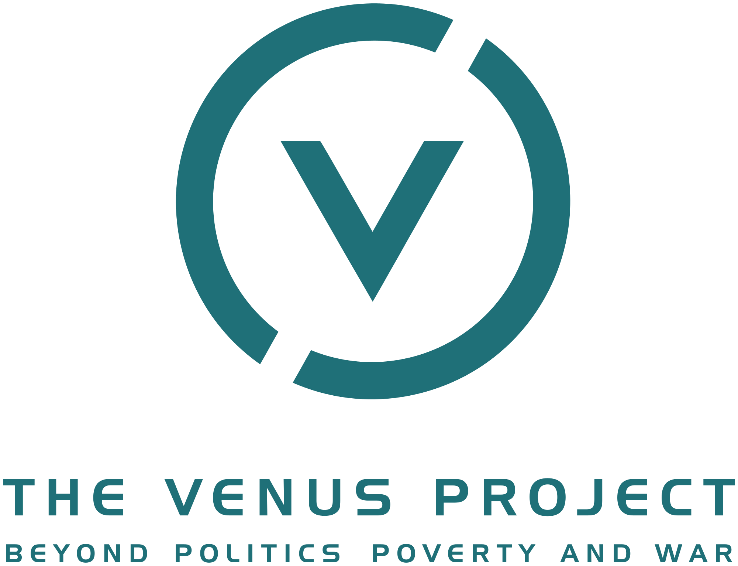 V
THE VENUS PROJECT
BEYOND POLITICS POVERTY AND WAR